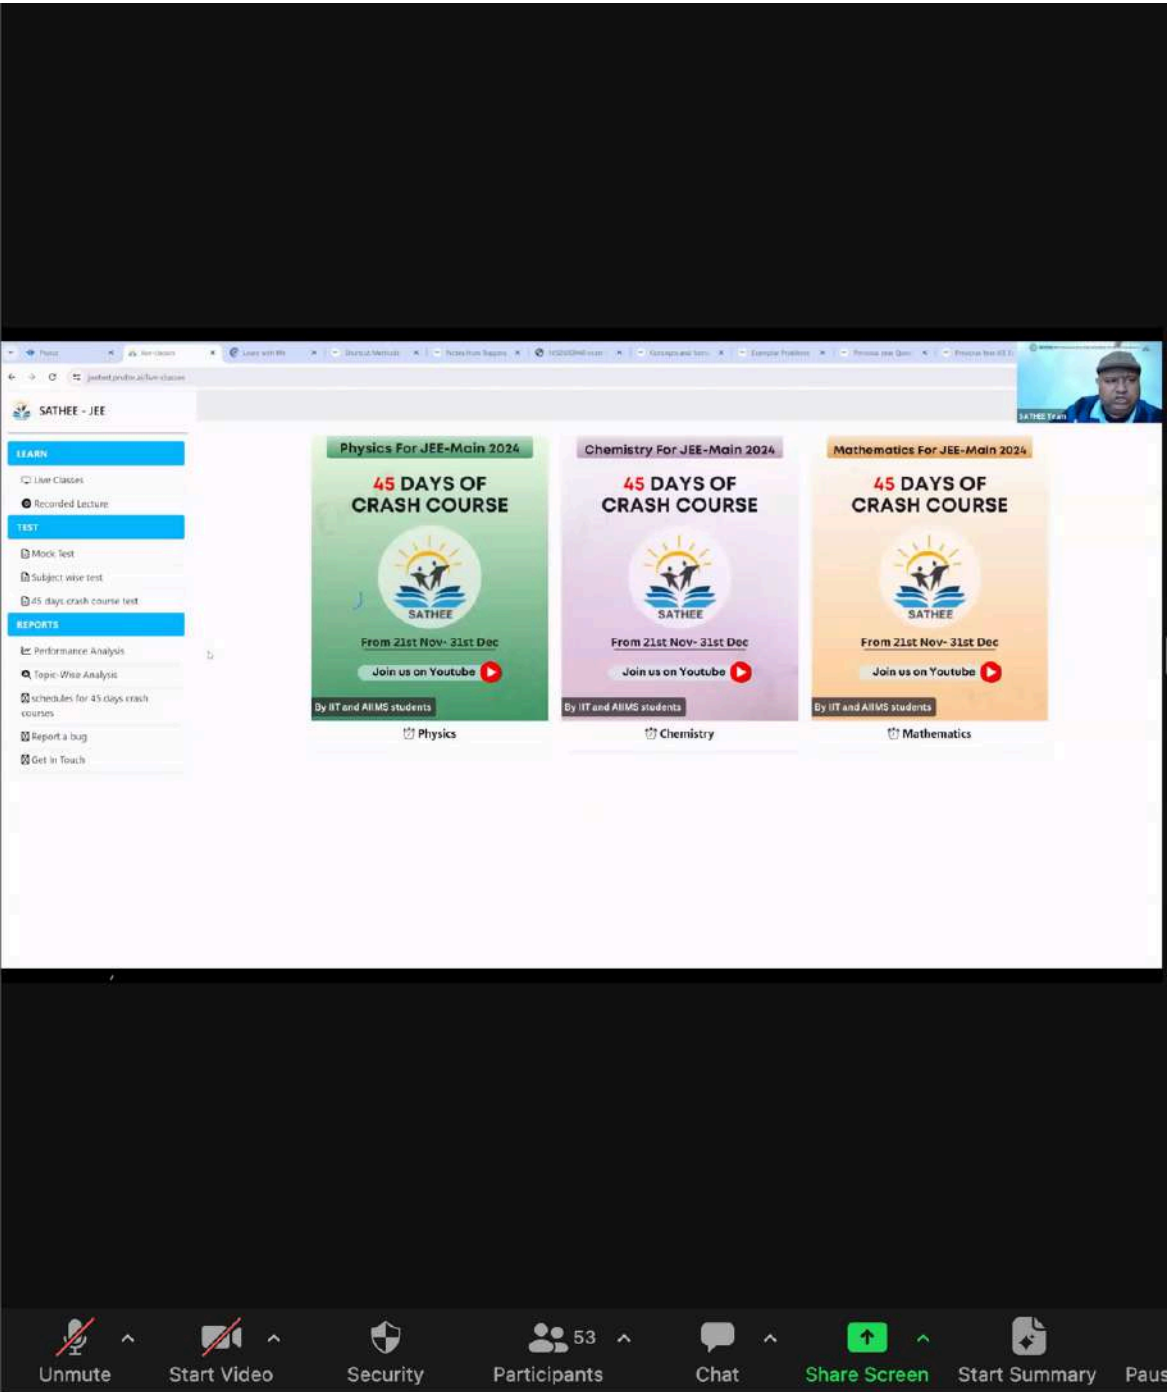 Learn with
Shortcut Methods
SATHEE - JEE
SATHEE Team
LEARN
Live Classes
Recorded Lecture
TEST
Mock Test
Subject wise test
45 days crash course test
REPORTS
Performance Analysis
Topic-Wise Analysis
schedules for 45 days crash
courses
Report a bug
Get In Touch
Physics For JEE-Main 2024
45 DAYS OF
CRASH COURSE
SATHEE
From 21st Nov- 31st Dec
Join us on Youtube
By IIT and AIIMS students
Physics
Chemistry For JEE-Main 2024
45 DAYS OF
CRASH COURSE
SATHEE
From 21st Nov- 31st Dec
Join us on Youtube
By IIT and AIIMS students
Chemistry
Mathematics For JEE-Main 2024
45 DAYS OF
CRASH COURSE
SATHEE
From 21st Nov- 31st Dec
Join us on Youtube
By IIT and AIIMS students
Mathematics
53
Unmute
Start Video
Security
Participants
Chat
Share Screen
Start Summary
Paus